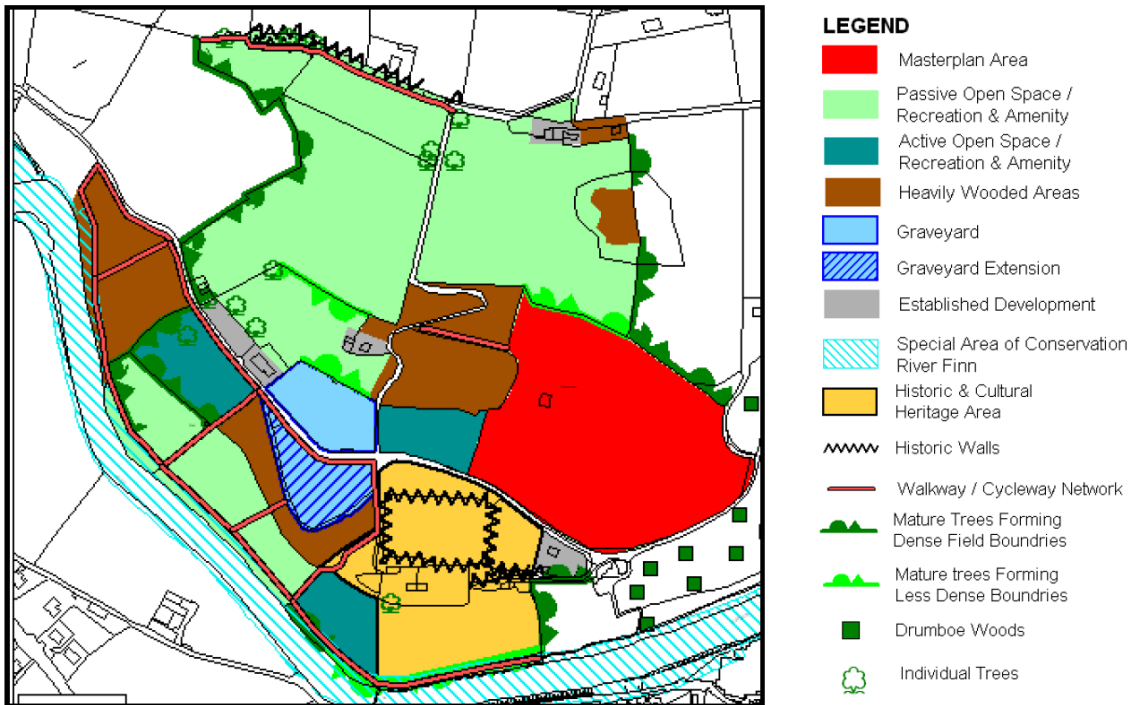 LEGEND
Masterplan Area
Passive Open Space /
Recreation & Amenity
Active Open Space /
Recreation & Amenity
Heavily Wooded Areas
Graveyard
Graveyard Extension
Established Development
Special Area of Conservation
River Finn
Historic & Cultural
Heritage Area
Historic Walls
Walkway / Cycleway Network
Mature Trees Forming
Dense Field Boundries
Mature trees Forming
Less Dense Boundries
Drumboe Woods
Individual Trees